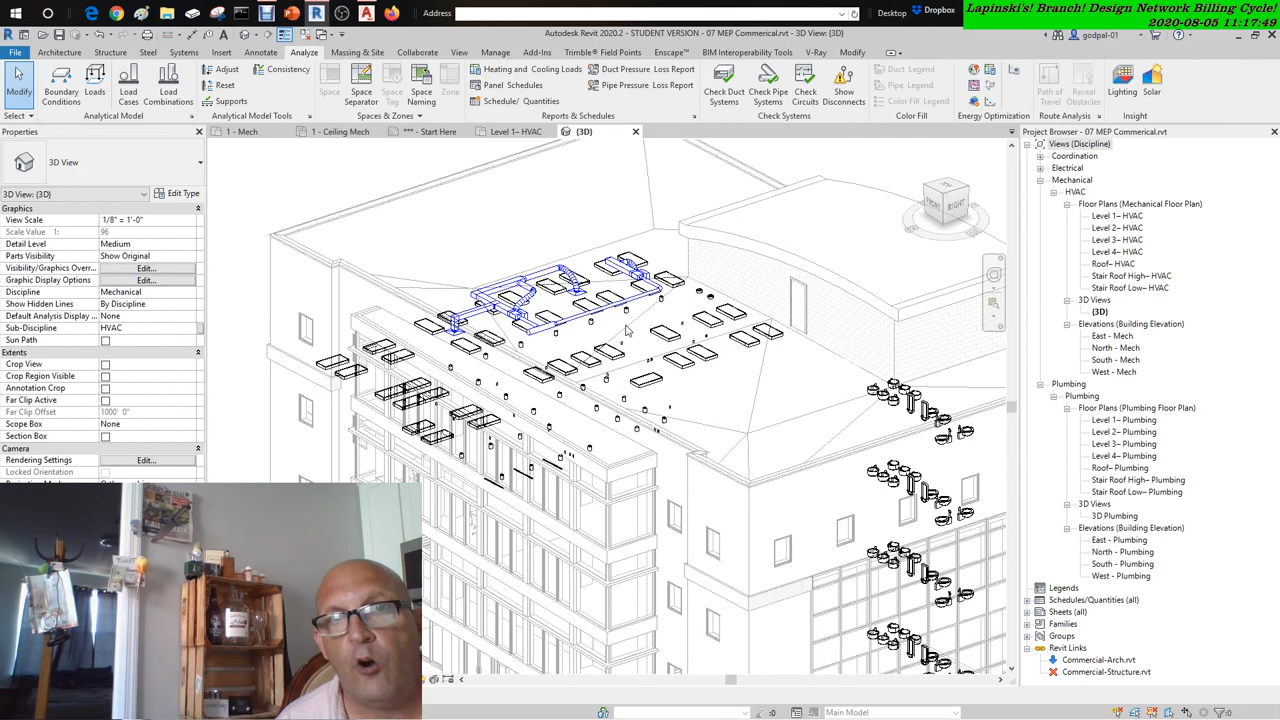 Address
Desktop
Dropbox
Lapinski's! Branch! Design Network Billing Cycle!
2020-08-05 11:17:49
Autodesk Revit 2020.2 - STUDENT VERSION - 07 MEP Commerical.rvt - 3D View: {3D}
godpal-01
File Architecture Structure Steel Systems Insert Annotate Analyze Massing & Site Collaborate View Manage Add-Ins Trimble® Field Points Enscape™ BIM Interoperability Tools V-Ray Modify
Modify
Boundary Conditions
Loads
Load Cases
Load Combinations
Adjust
Reset
Supports
Consistency
Space
Space Separator
Space Tag
Space Naming
Zone
Heating and Cooling Loads
Panel Schedules
Schedule/ Quantities
Duct Pressure Loss Report
Pipe Pressure Loss Report
Check Duct Systems
Check Pipe Systems
Check Circuits
Show Disconnects
Duct Legend
Pipe Legend
Color Fill Legend
Path of Travel
Reveal Obstacles
Lighting
Solar
Select
Analytical Model
Analytical Model Tools
Spaces & Zones
Reports & Schedules
Check Systems
Color Fill
Energy Optimization
Route Analysis
Insight
Properties
1 - Mech
1 - Ceiling Mech
*** - Start Here
Level 1– HVAC
{3D}
Project Browser - 07 MEP Commerical.rvt
3D View
3D View: {3D}
Edit Type
Graphics
View Scale 1/8" = 1'-0"
Scale Value 1: 96
Detail Level Medium
Parts Visibility Show Original
Visibility/Graphics Over... Edit...
Graphic Display Options Edit...
Discipline Mechanical
Show Hidden Lines By Discipline
Default Analysis Display ... None
Sub-Discipline HVAC
Sun Path
Extents
Crop View
Crop Region Visible
Annotation Crop
Far Clip Active
Far Clip Offset 1000' 0"
Scope Box None
Section Box
Camera
Rendering Settings Edit...
Locked Orientation
FRONT
RIGHT
Views (Discipline)
Coordination
Electrical
Mechanical
HVAC
Floor Plans (Mechanical Floor Plan)
Level 1– HVAC
Level 2– HVAC
Level 3– HVAC
Level 4– HVAC
Roof– HVAC
Stair Roof High– HVAC
Stair Roof Low– HVAC
3D Views
{3D}
Elevations (Building Elevation)
East - Mech
North - Mech
South - Mech
West - Mech
Plumbing
Plumbing
Floor Plans (Plumbing Floor Plan)
Level 1– Plumbing
Level 2– Plumbing
Level 3– Plumbing
Level 4– Plumbing
Roof– Plumbing
Stair Roof High– Plumbing
Stair Roof Low– Plumbing
3D Views
3D Plumbing
Elevations (Building Elevation)
East - Plumbing
North - Plumbing
South - Plumbing
West - Plumbing
Legends
Schedules/Quantities (all)
Sheets (all)
Families
Groups
Revit Links
Commercial-Arch.rvt
Commercial-Structure.rvt
:0
Main Model
:0